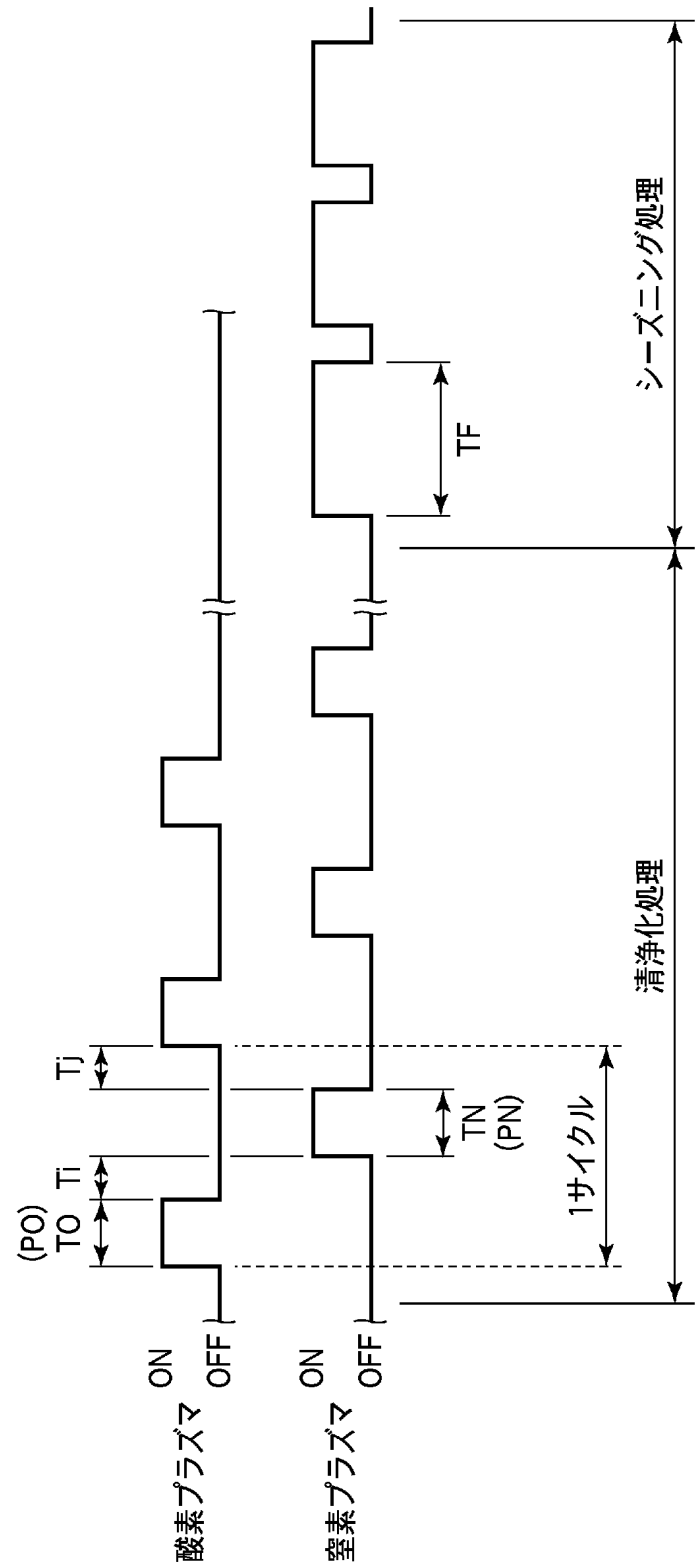 (PO)
TO
Ti
Tj
酸素プラズマ
ON
OFF
窒素プラズマ
ON
OFF
TN
(PN)
TF
1サイクル
清浄化処理
シーズニング処理